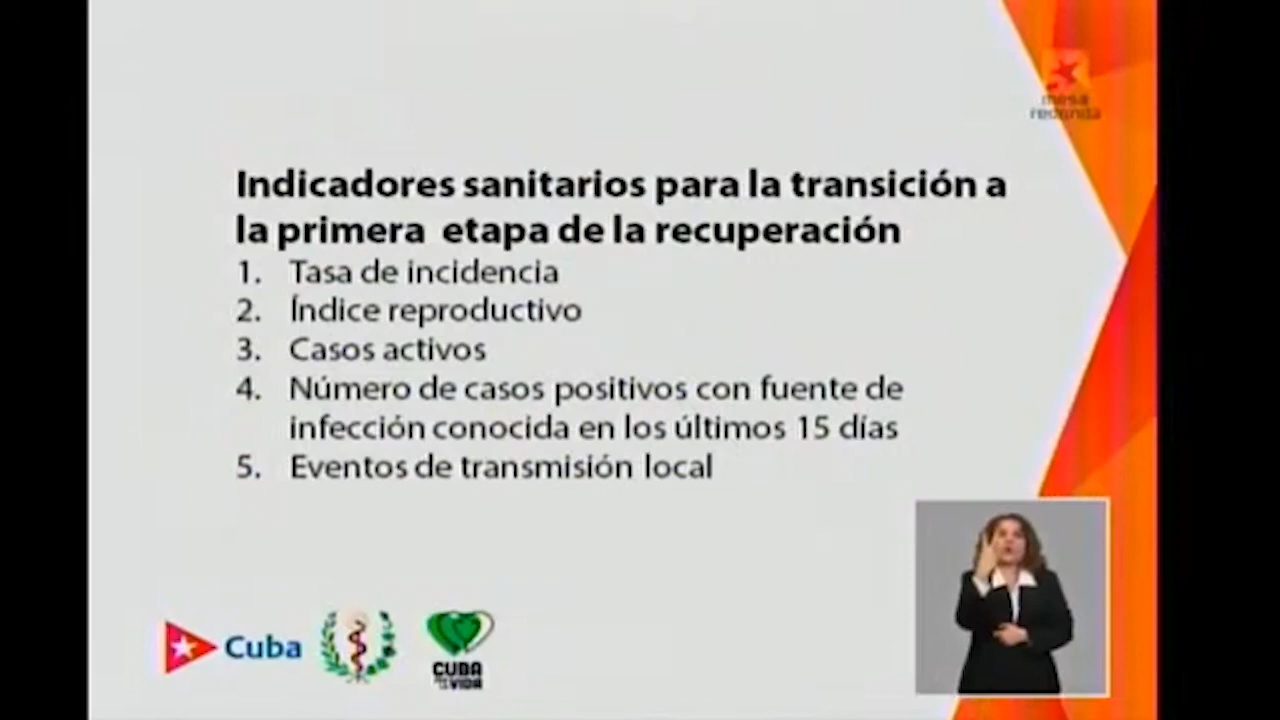 mesa
redonda
Indicadores sanitarios para la transición a
la primera etapa de la recuperación
1. Tasa de incidencia
2. Índice reproductivo
3. Casos activos
4. Número de casos positivos con fuente de
infección conocida en los últimos 15 días
5. Eventos de transmisión local
Cuba
CUBA
VIDA